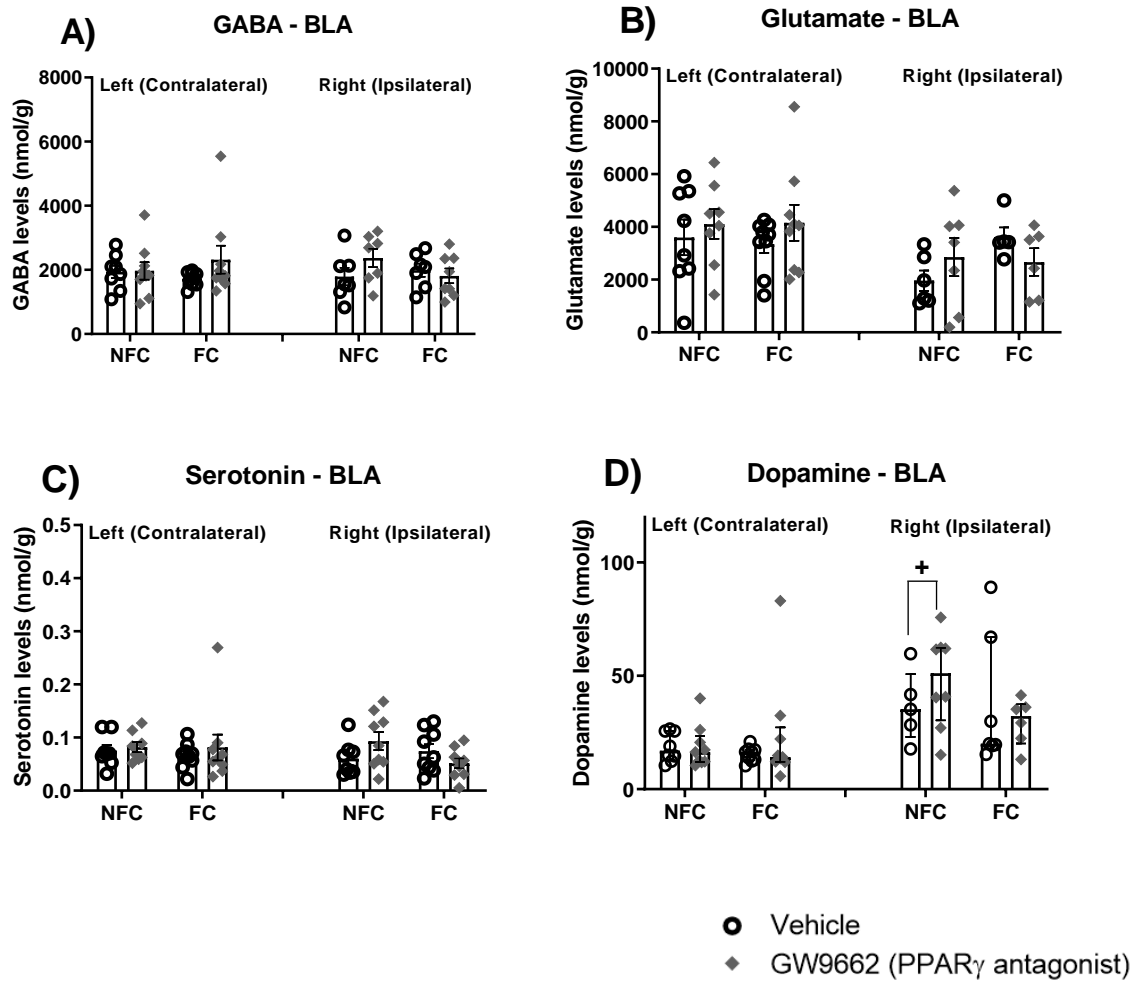 A)
GABA - BLA
Left (Contralateral)
Right (Ipsilateral)
GABA levels (nmol/g)
8000
6000
4000
2000
0
NFC
FC
NFC
FC
B)
Glutamate - BLA
Left (Contralateral)
Right (Ipsilateral)
Glutamate levels (nmol/g)
10000
8000
6000
4000
2000
0
NFC
FC
NFC
FC
C)
Serotonin - BLA
Left (Contralateral)
Right (Ipsilateral)
Serotonin levels (nmol/g)
0.5
0.4
0.3
0.2
0.1
0.0
NFC
FC
NFC
FC
D)
Dopamine - BLA
Left (Contralateral)
Right (Ipsilateral)
Dopamine levels (nmol/g)
100
50
0
+
NFC
FC
NFC
FC
Vehicle
GW9662 (PPARγ antagonist)